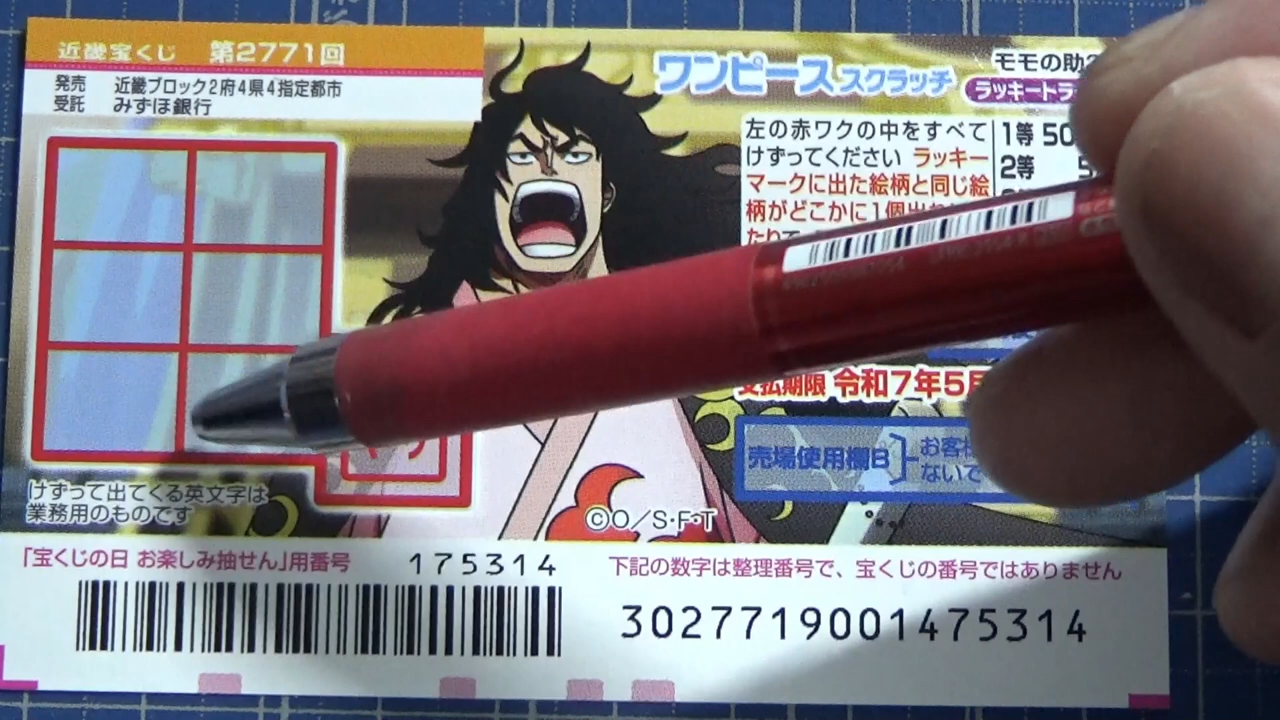 近畿宝くじ 第2771回
発売 近畿ブロック2府4県4指定都市
受託 みずほ銀行
ワンピーススクラッチ
モモの助
ラッキートラ
左の赤ワクの中をすべて
けずってください ラッキー
マークに出た絵柄と同じ絵
柄がどこかに1個出
1等 50
2等 5
支払期限 令和7年5月
売場使用欄B
お客
ないで
けずって出てくる英文字は
業務用のものです
©O/S・F・T
「宝くじの日 お楽しみ抽せん」用番号 175314
下記の数字は整理番号で、宝くじの番号ではありません
3027719001475314